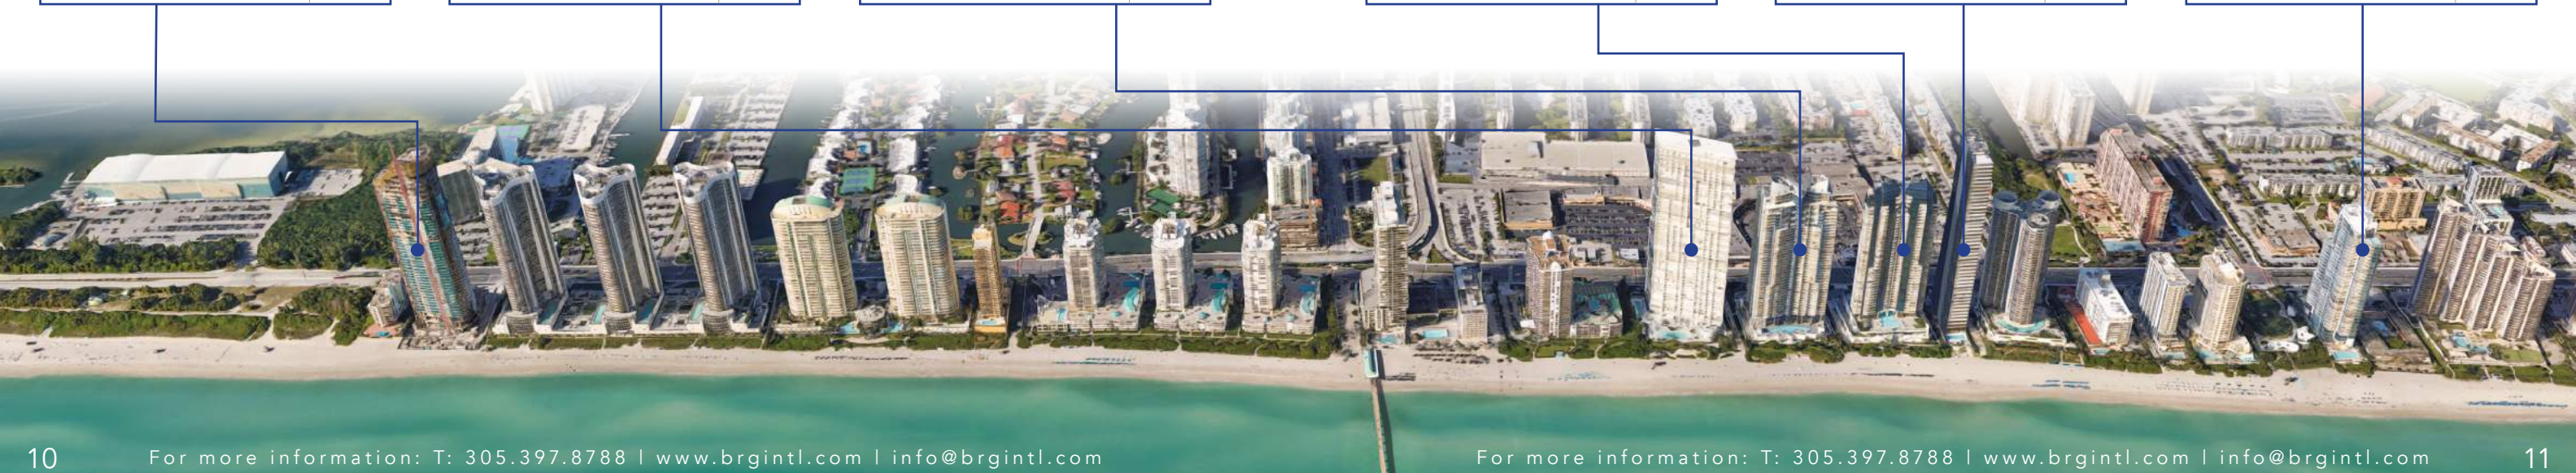 10 For more information: T: 305.397.8788 | www.brgintl.com | info@brgintl.com
For more information: T: 305.397.8788 | www.brgintl.com | info@brgintl.com 11